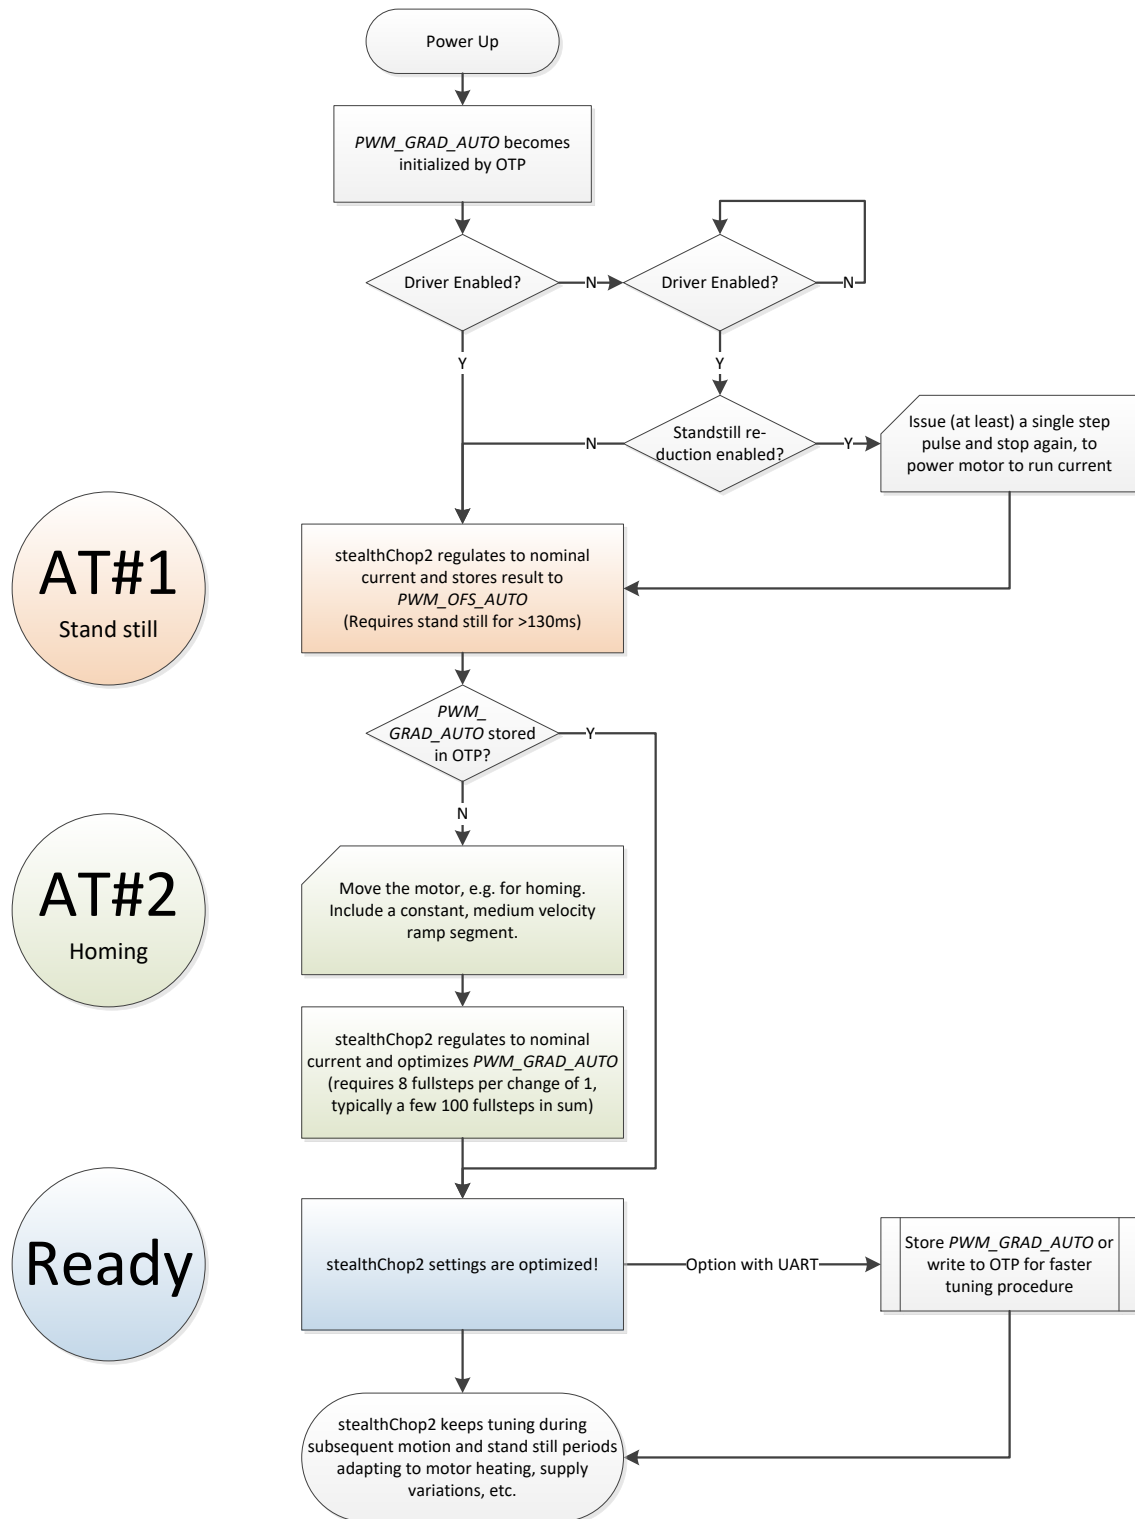 Power Up
PWM_GRAD_AUTO becomes
initialized by OTP
Driver Enabled?
N
Driver Enabled?
N
Y
Y
Standstill re-
duction enabled?
N
Y
Issue (at least) a single step
pulse and stop again, to
power motor to run current
AT#1
Stand still
stealthChop2 regulates to nominal
current and stores result to
PWM_OFS_AUTO
(Requires stand still for >130ms)
PWM_
GRAD_AUTO stored
in OTP?
Y
N
AT#2
Homing
Move the motor, e.g. for homing.
Include a constant, medium velocity
ramp segment.
stealthChop2 regulates to nominal
current and optimizes PWM_GRAD_AUTO
(requires 8 fullsteps per change of 1,
typically a few 100 fullsteps in sum)
Ready
stealthChop2 settings are optimized!
Option with UART
Store PWM_GRAD_AUTO or
write to OTP for faster
tuning procedure
stealthChop2 keeps tuning during
subsequent motion and stand still periods
adapting to motor heating, supply
variations, etc.